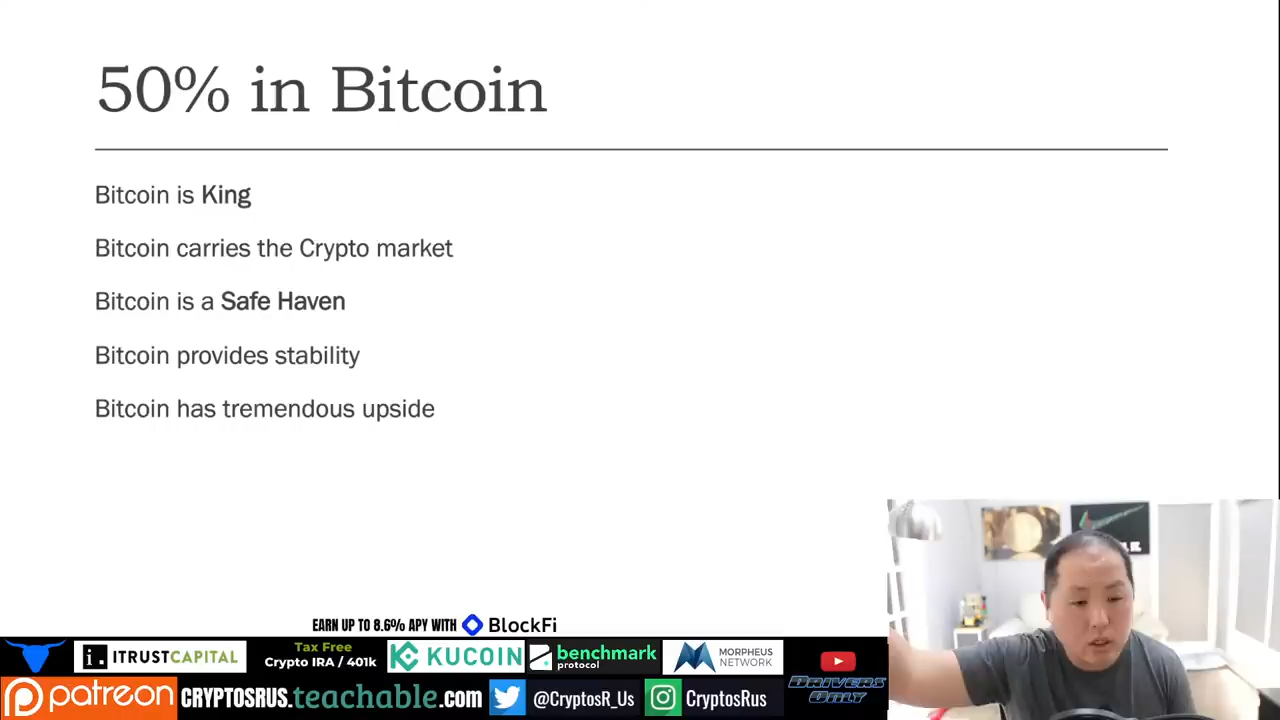 50% in Bitcoin
Bitcoin is King
Bitcoin carries the Crypto market
Bitcoin is a Safe Haven
Bitcoin provides stability
Bitcoin has tremendous upside
EARN UP TO 8.6% APY WITH BlockFi
i. ITRUSTCAPITAL
Tax Free
Crypto IRA / 401k
KUCOIN
benchmark
protocol
MORPHEUS
NETWORK
DRIVERS
ONLY
patreon
CRYPTOSRUS.teachable.com
@CryptosR_Us
CryptosRus